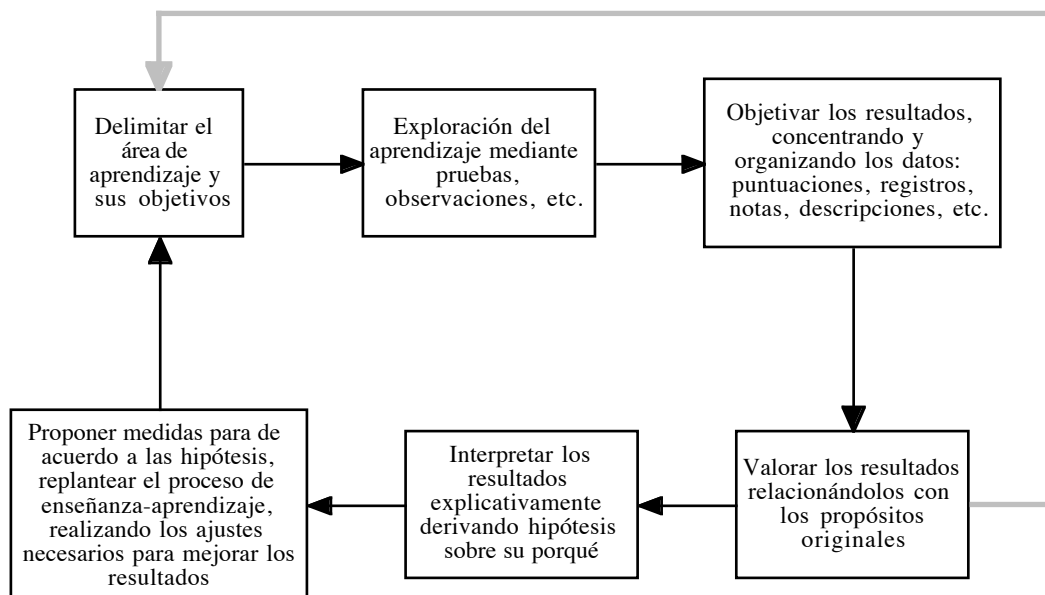 Delimitar el
área de
aprendizaje y
sus objetivos
Exploración del
aprendizaje mediante
pruebas,
observaciones, etc.
Objetivar los resultados,
concentrando y
organizando los datos:
puntuaciones, registros,
notas, descripciones, etc.
Valorar los resultados
relacionándolos con
los propósitos
originales
Interpretar los
resultados
explicativamente
derivando hipótesis
sobre su porqué
Proponer medidas para de
acuerdo a las hipótesis,
replantear el proceso de
enseñanza-aprendizaje,
realizando los ajustes
necesarios para mejorar los
resultados